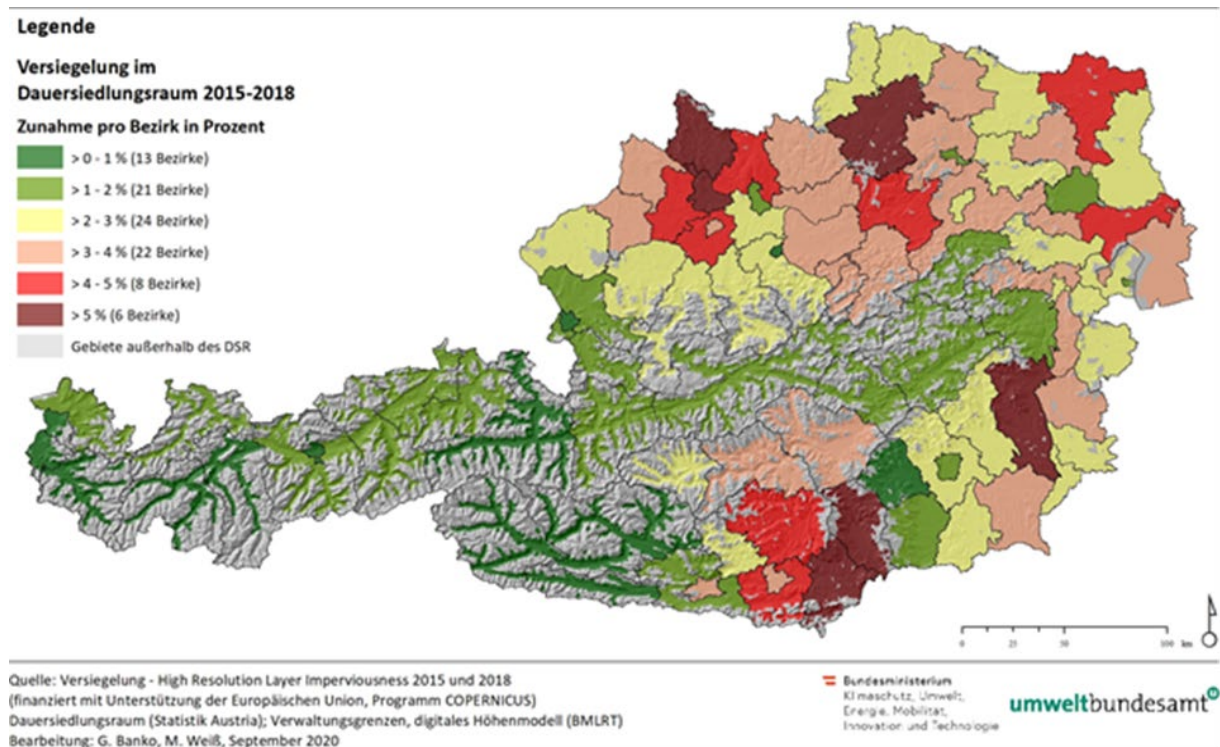 Legende
Versiegelung im
Dauersiedlungsraum 2015-2018
Zunahme pro Bezirk in Prozent
> 0 - 1 % (13 Bezirke)
> 1 - 2 % (21 Bezirke)
> 2 - 3 % (24 Bezirke)
> 3 - 4 % (22 Bezirke)
> 4 - 5 % (8 Bezirke)
> 5 % (6 Bezirke)
Gebiete außerhalb des DSR
0 25 50 100 km
Quelle: Versiegelung - High Resolution Layer Imperviousness 2015 und 2018
(finanziert mit Unterstützung der Europäischen Union, Programm COPERNICUS)
Dauersiedlungsraum (Statistik Austria); Verwaltungsgrenzen, digitales Höhenmodell (BMLRT)
Bearbeitung: G. Banko, M. Weiß, September 2020
Bundesministerium
Klimaschutz, Umwelt,
Energie, Mobilität,
Innovation und Technologie
umweltbundesamt